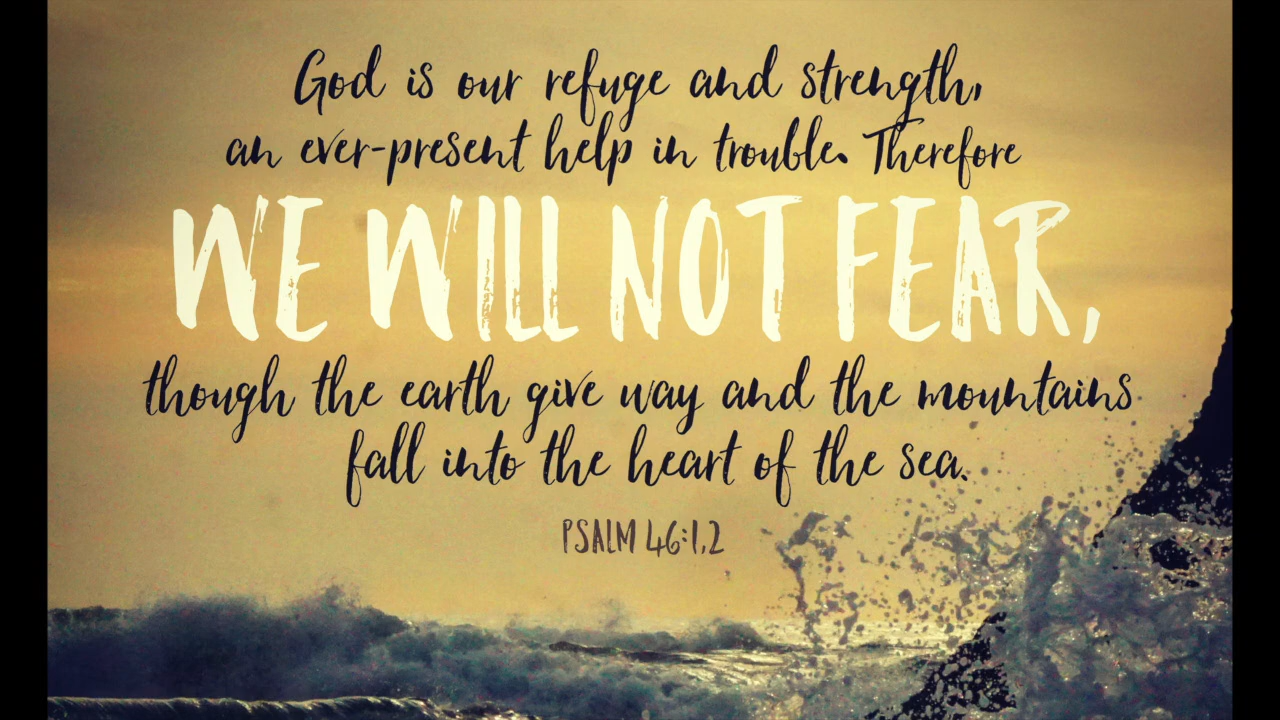 God is our refuge and strength,
an ever-present help in trouble. Therefore
WE WILL NOT FEAR,
though the earth give way and the mountains
fall into the heart of the sea.
PSALM 46:1,2